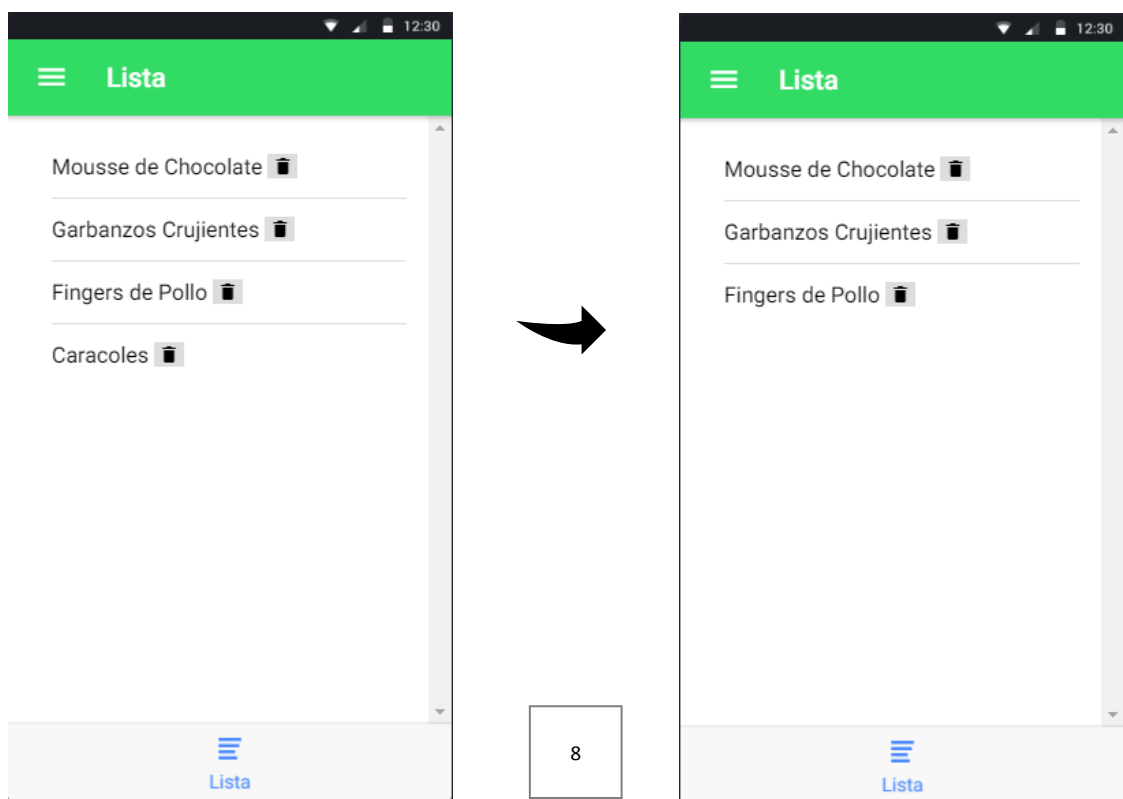 12:30
Lista
Mousse de Chocolate
Garbanzos Crujientes
Fingers de Pollo
Caracoles
Lista
8
12:30
Lista
Mousse de Chocolate
Garbanzos Crujientes
Fingers de Pollo
Lista